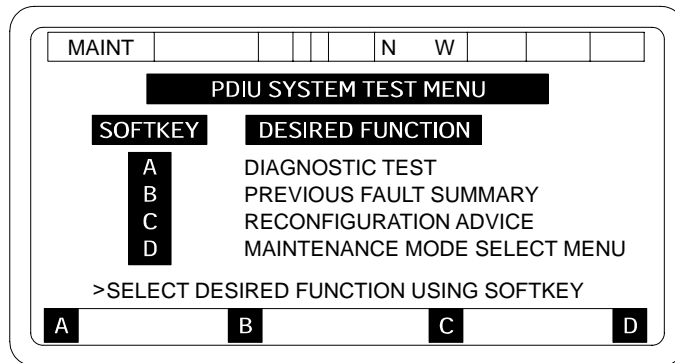 MAINT N W
PDIU SYSTEM TEST MENU
SOFTKEY DESIRED FUNCTION
A DIAGNOSTIC TEST
B PREVIOUS FAULT SUMMARY
C RECONFIGURATION ADVICE
D MAINTENANCE MODE SELECT MENU
>SELECT DESIRED FUNCTION USING SOFTKEY
A B C D